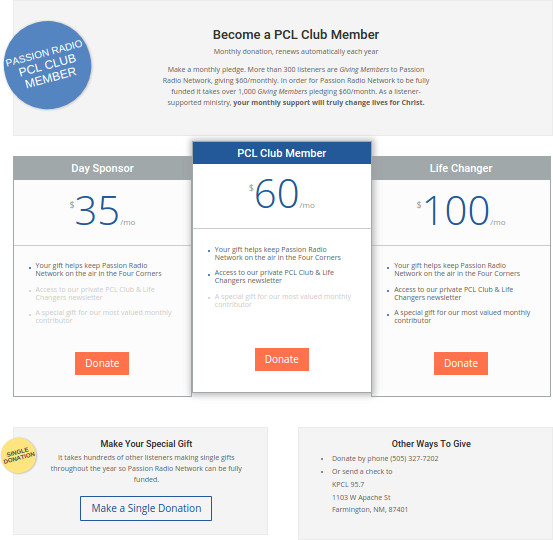 PASSION RADIO
PCL CLUB
MEMBER
Become a PCL Club Member
Monthly donation, renews automatically each year
Make a monthly pledge. More than 300 listeners are Giving Members to Passion
Radio Network, giving $60/monthly. In order for Passion Radio Network to be fully
funded it takes over 1,000 Giving Members pledging $60/month. As a listener-
supported ministry, your monthly support will truly change lives for Christ.
Day Sponsor
$35/mo
Your gift helps keep Passion Radio
Network on the air in the Four Corners
Access to our private PCL Club & Life
Changers newsletter
A special gift for our most valued monthly
contributor
Donate
PCL Club Member
$60/mo
Your gift helps keep Passion Radio
Network on the air in the Four Corners
Access to our private PCL Club & Life
Changers newsletter
A special gift for our most valued monthly
contributor
Donate
Life Changer
$100/mo
Your gift helps keep Passion Radio
Network on the air in the Four Corners
Access to our private PCL Club & Life
Changers newsletter
A special gift for our most valued monthly
contributor
Donate
SINGLE
DONATION
Make Your Special Gift
It takes hundreds of other listeners making single gifts
throughout the year so Passion Radio Network can be fully
funded.
Make a Single Donation
Other Ways To Give
Donate by phone (505) 327-7202
Or send a check to
KPCL 95.7
1103 W Apache St
Farmington, NM, 87401